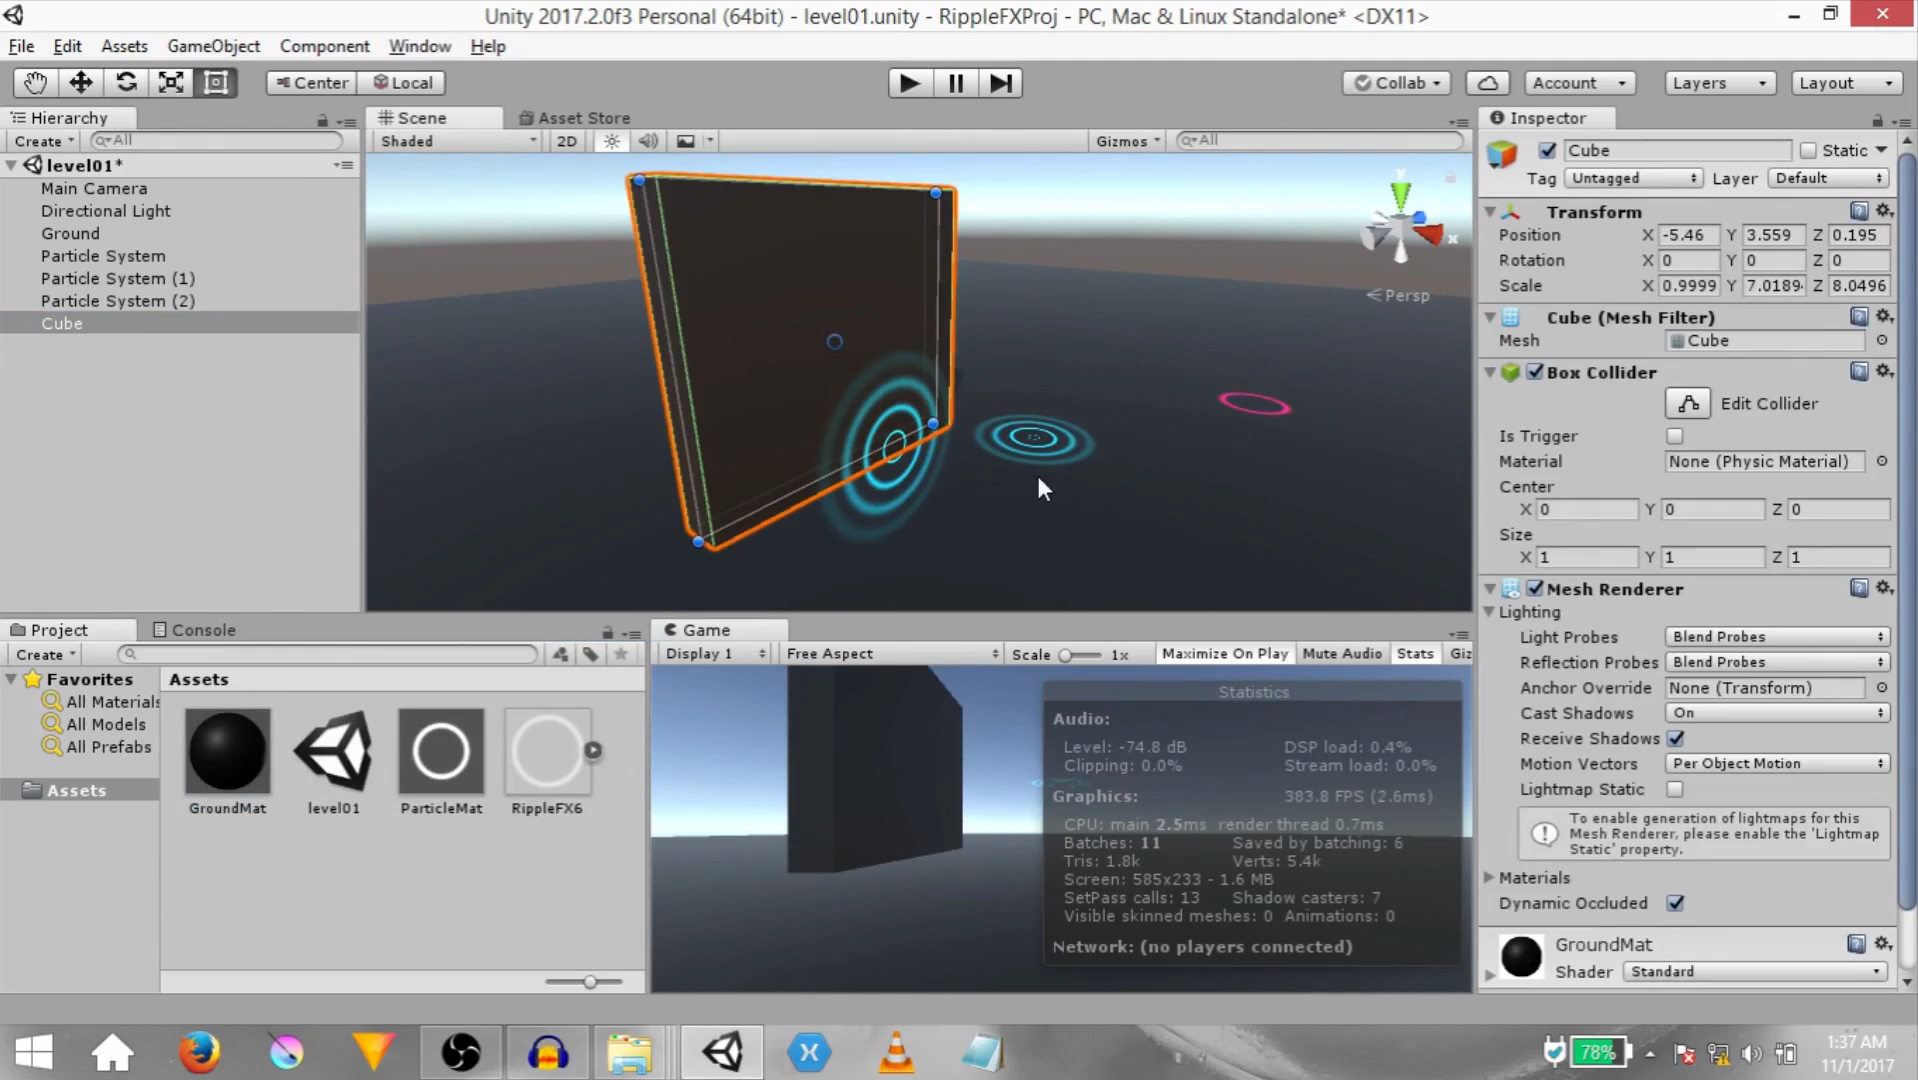 Unity 2017.2.0f3 Personal (64bit) - level01.unity - RippleFXProj - PC, Mac & Linux Standalone* <DX11>
File Edit Assets GameObject Component Window Help
Center Local Collab Account Layers Layout
Hierarchy
Create All
level01*
Main Camera
Directional Light
Ground
Particle System
Particle System (1)
Particle System (2)
Cube
Scene Asset Store
Shaded 2D Gizmos All
y
x
Persp
Inspector
Cube Static
Tag Untagged Layer Default
Transform
Position X -5.46 Y 3.559 Z 0.195
Rotation X 0 Y 0 Z 0
Scale X 0.9999 Y 7.0189 Z 8.0496
Cube (Mesh Filter)
Mesh Cube
Box Collider
Edit Collider
Is Trigger
Material None (Physic Material)
Center
X 0 Y 0 Z 0
Size
X 1 Y 1 Z 1
Mesh Renderer
Lighting
Light Probes Blend Probes
Reflection Probes Blend Probes
Anchor Override None (Transform)
Cast Shadows On
Receive Shadows
Motion Vectors Per Object Motion
Lightmap Static
To enable generation of lightmaps for this
Mesh Renderer, please enable the 'Lightmap
Static' property.
Materials
Dynamic Occluded
GroundMat
Shader Standard
Project Console
Create
Favorites
All Materials
All Models
All Prefabs
Assets
Assets
GroundMat level01 ParticleMat RippleFX6
Game
Display 1 Free Aspect Scale 1x Maximize On Play Mute Audio Stats Giz
Statistics
Audio:
Level: -74.8 dB DSP load: 0.4%
Clipping: 0.0% Stream load: 0.0%
Graphics: 383.8 FPS (2.6ms)
CPU: main 2.5ms render thread 0.7ms
Batches: 11 Saved by batching: 6
Tris: 1.8k Verts: 5.4k
Screen: 585x233 - 1.6 MB
SetPass calls: 13 Shadow casters: 7
Visible skinned meshes: 0 Animations: 0
Network: (no players connected)
78%
1:37 AM
11/1/2017